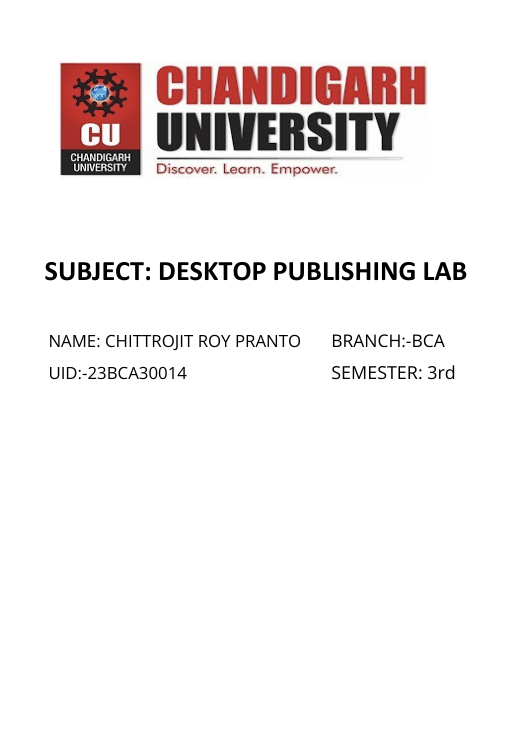 CHANDIGARH
UNIVERSITY
Discover. Learn. Empower.
CU
CHANDIGARH
UNIVERSITY
SUBJECT: DESKTOP PUBLISHING LAB
NAME: CHITTROJIT ROY PRANTO BRANCH:-BCA
UID:-23BCA30014 SEMESTER: 3rd